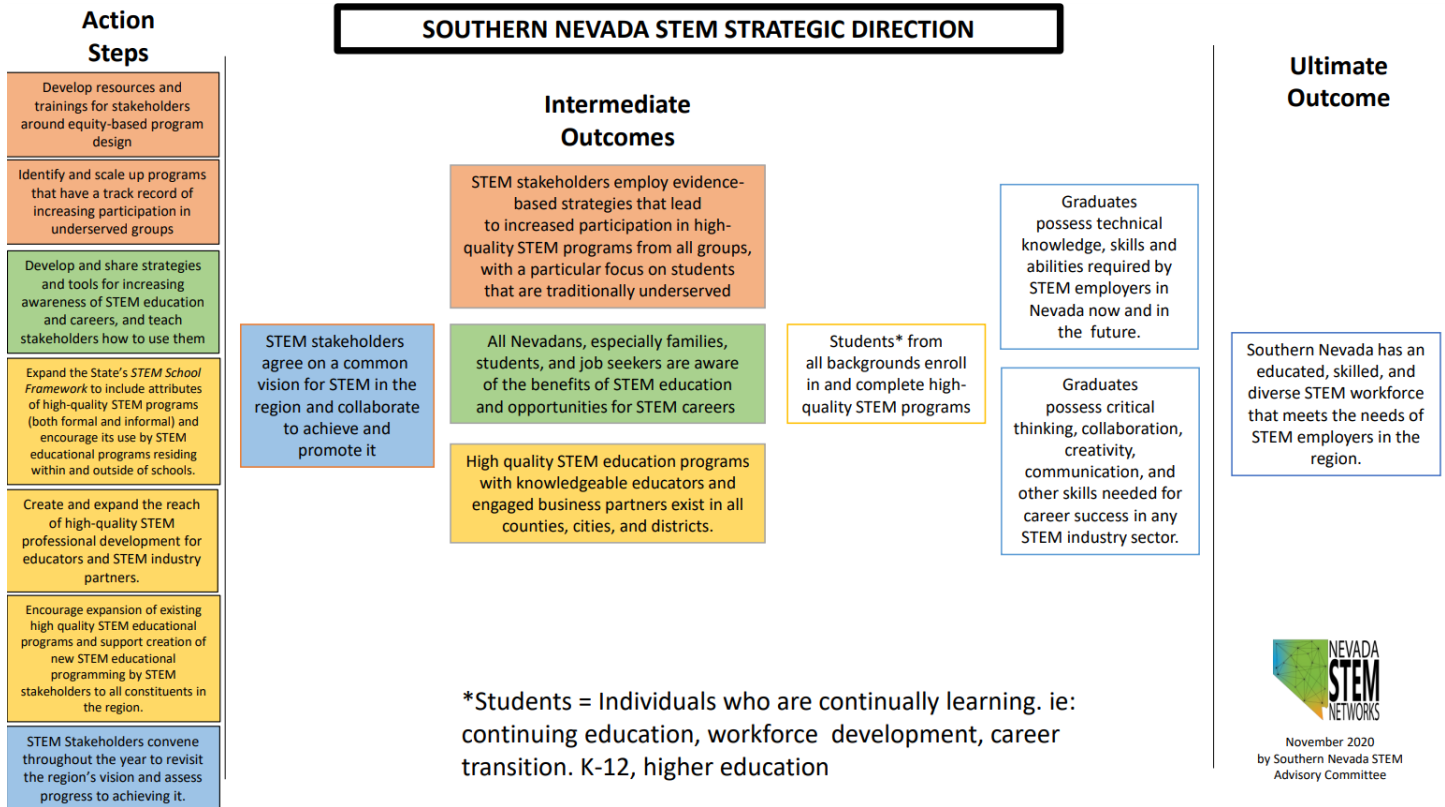 Action
Steps
SOUTHERN NEVADA STEM STRATEGIC DIRECTION
Develop resources and
trainings for stakeholders
around equity-based program
design
Identify and scale up programs
that have a track record of
increasing participation in
underserved groups
Develop and share strategies
and tools for increasing
awareness of STEM education
and careers, and teach
stakeholders how to use them
Expand the State's STEM School
Framework to include attributes
of high-quality STEM programs
(both formal and informal) and
encourage its use by STEM
educational programs residing
within and outside of schools.
Create and expand the reach
of high-quality STEM
professional development for
educators and STEM industry
partners.
Encourage expansion of existing
high quality STEM educational
programs and support creation of
new STEM educational
programming by STEM
stakeholders to all constituents in
the region.
STEM Stakeholders convene
throughout the year to revisit
the region's vision and assess
progress to achieving it.
Intermediate
Outcomes
STEM stakeholders
agree on a common
vision for STEM in the
region and collaborate
to achieve and
promote it
STEM stakeholders employ evidence-
based strategies that lead
to increased participation in high-
quality STEM programs from all groups,
with a particular focus on students
that are traditionally underserved
All Nevadans, especially families,
students, and job seekers are aware
of the benefits of STEM education
and opportunities for STEM careers
High quality STEM education programs
with knowledgeable educators and
engaged business partners exist in all
counties, cities, and districts.
Students* from
all backgrounds enroll
in and complete high-
quality STEM programs
Graduates
possess technical
knowledge, skills and
abilities required by
STEM employers in
Nevada now and in
the future.
Graduates
possess critical
thinking, collaboration,
creativity,
communication, and
other skills needed for
career success in any
STEM industry sector.
Ultimate
Outcome
Southern Nevada has an
educated, skilled, and
diverse STEM workforce
that meets the needs of
STEM employers in the
region.
*Students = Individuals who are continually learning. ie:
continuing education, workforce development, career
transition. K-12, higher education
NEVADA
STEM
NETWORKS
November 2020
by Southern Nevada STEM
Advisory Committee